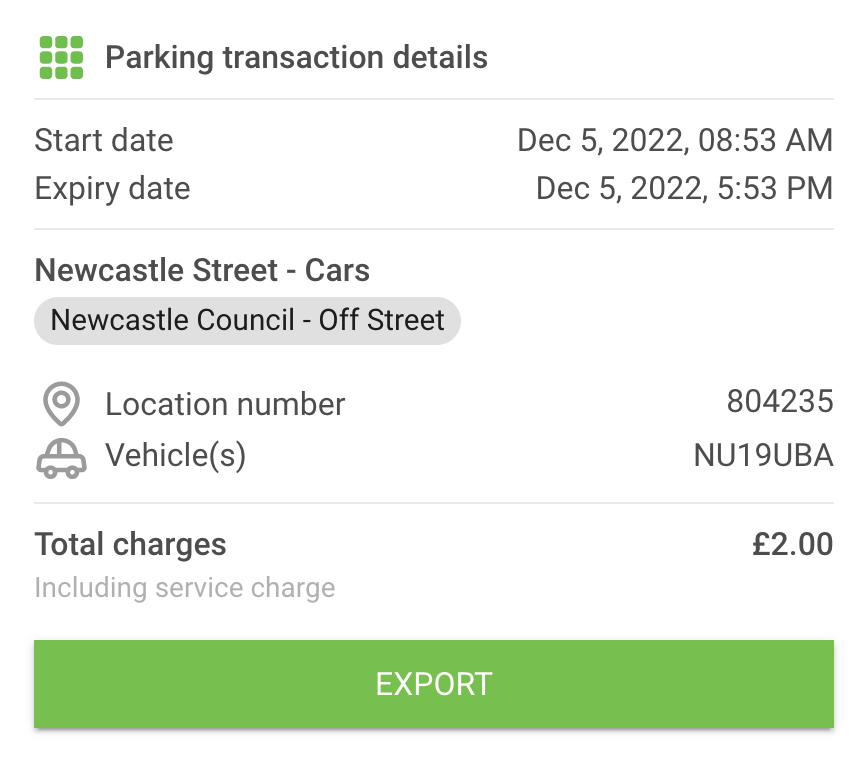 Parking transaction details
Start date Dec 5, 2022, 08:53 AM
Expiry date Dec 5, 2022, 5:53 PM
Newcastle Street - Cars
Newcastle Council - Off Street
Location number 804235
Vehicle(s) NU19UBA
Total charges £2.00
Including service charge
EXPORT